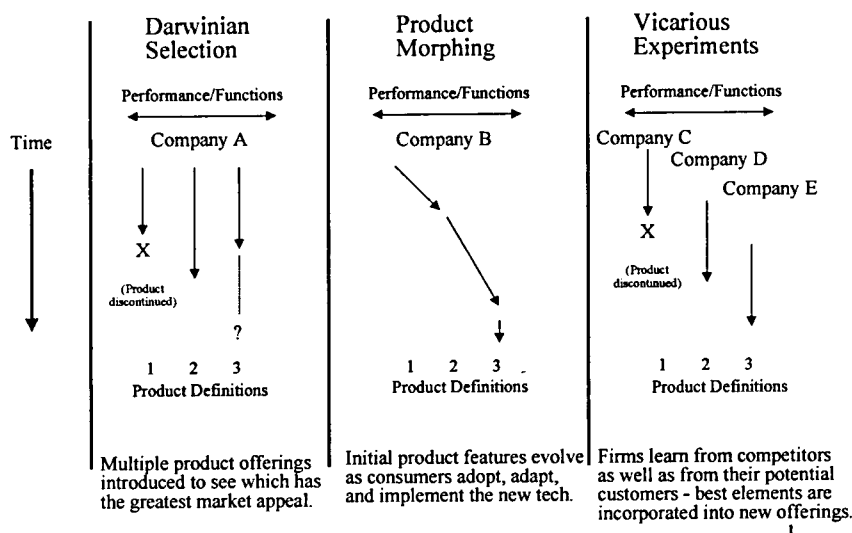 Time
Darwinian
Selection
Performance/Functions
Company A
X
(Product
discontinued)
?
1 2 3
Product Definitions
Multiple product offerings
introduced to see which has
the greatest market appeal.
Product
Morphing
Performance/Functions
Company B
1 2 3
Product Definitions
Initial product features evolve
as consumers adopt, adapt,
and implement the new tech.
Vicarious
Experiments
Performance/Functions
Company C
Company D
Company E
X
(Product
discontinued)
1 2 3
Product Definitions
Firms learn from competitors
as well as from their potential
customers - best elements are
incorporated into new offerings.